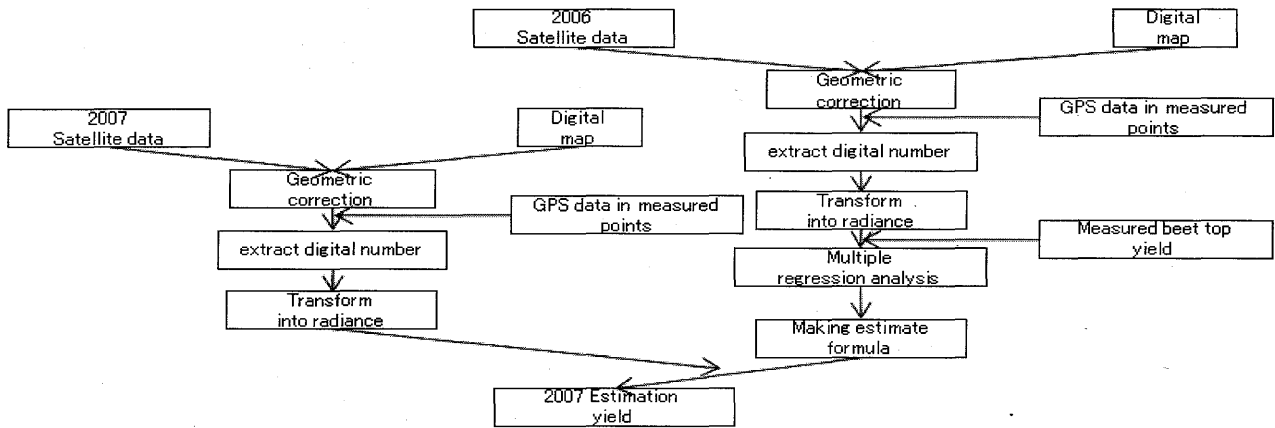 2006
Satellite data
Digital
map
Geometric
correction
GPS data in measured
points
extract digital number
Transform
into radiance
Measured beet top
yield
Multiple
regression analysis
Making estimate
formula
2007
Satellite data
Digital
map
Geometric
correction
GPS data in measured
points
extract digital number
Transform
into radiance
2007 Estimation
yield